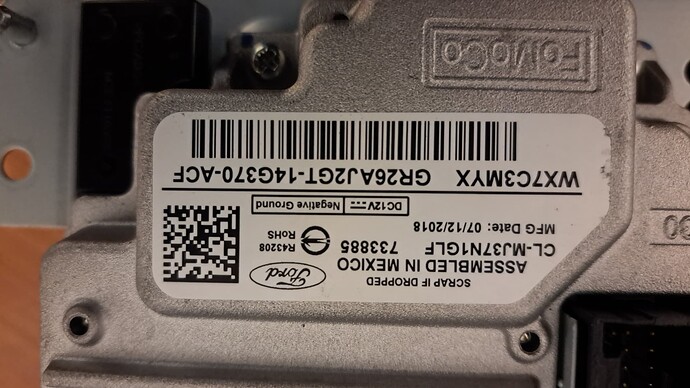 FoMoCo
SCRAP IF DROPPED
Ford
ASSEMBLED IN MEXICO
CL-MJ37N1GLF 733885
R43208
RoHS
MFG Date: 07/12/2018
DC12V
Negative Ground
WX7C3MYX GR26AJ2GT-14G370-ACF